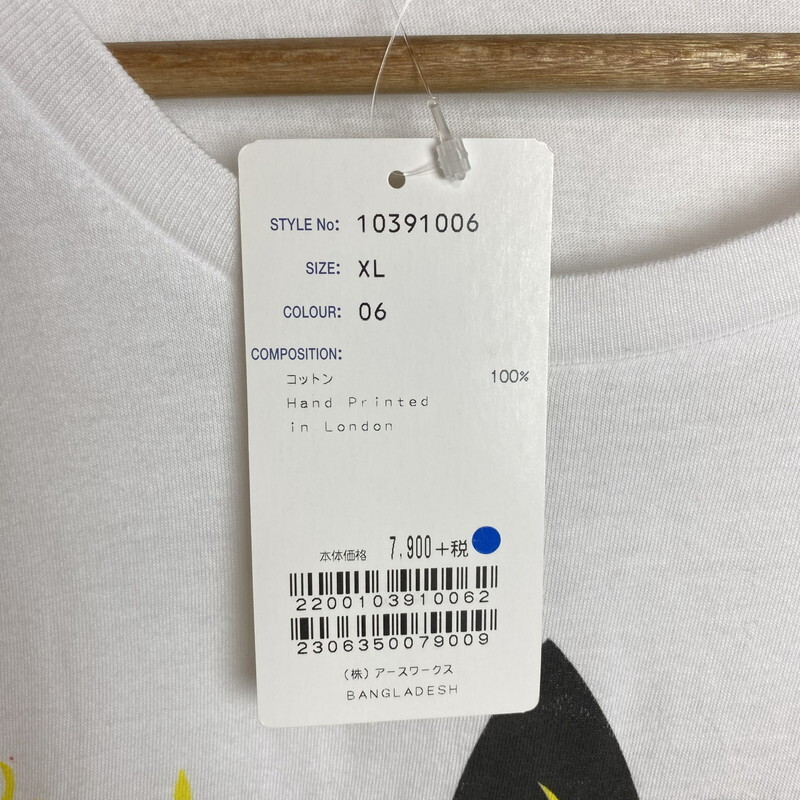 STYLE No: 10391006
SIZE: XL
COLOUR: 06
COMPOSITION:
コットン 100%
Hand Printed
in London
本体価格 7,900+税
2200103910062
2306350079009
(株)アースワークス
BANGLADESH